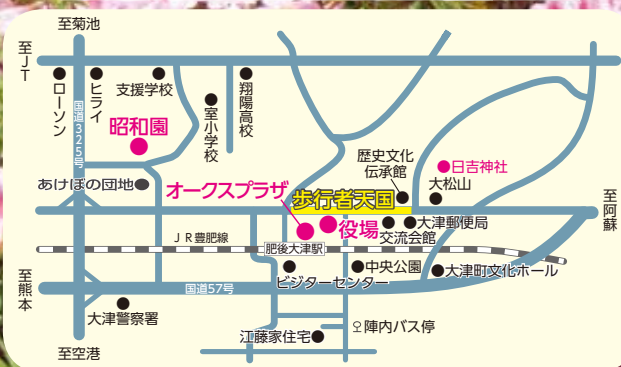 至菊池
至JT
ローソン
ヒライ
支援学校
国道325号
昭和園
室小学校
翔陽高校
歴史文化
伝承館
日吉神社
大松山
あけぼの団地
オークスプラザ
歩行者天国
至阿蘇
役場
大津郵便局
交流会館
JR豊肥線
肥後大津駅
ビジターセンター
中央公園
大津町文化ホール
至熊本
国道57号
大津警察署
江藤家住宅
陣内バス停
至空港